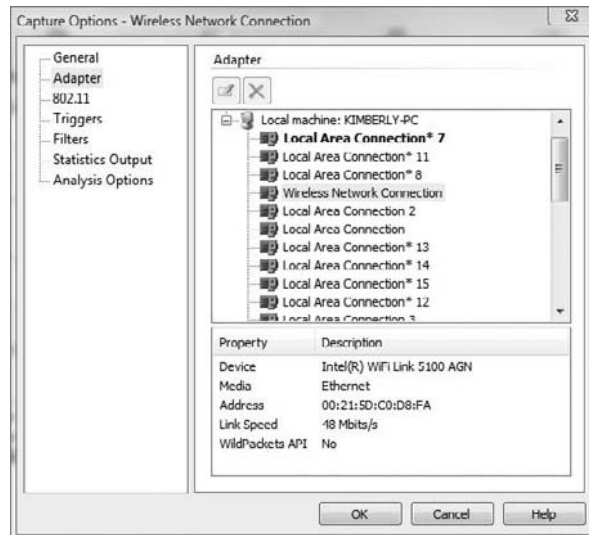 Capture Options - Wireless Network Connection
General
Adapter
802.11
Triggers
Filters
Statistics Output
Analysis Options
Adapter
Local machine: KIMBERLY-PC
Local Area Connection* 7
Local Area Connection* 11
Local Area Connection* 8
Wireless Network Connection
Local Area Connection 2
Local Area Connection
Local Area Connection* 13
Local Area Connection* 14
Local Area Connection* 15
Local Area Connection* 12
Local Area Connection 3
Property Description
Device Intel(R) WiFi Link 5100 AGN
Media Ethernet
Address 00:21:5D:C0:D8:FA
Link Speed 48 Mbits/s
WildPackets API No
OK Cancel Help